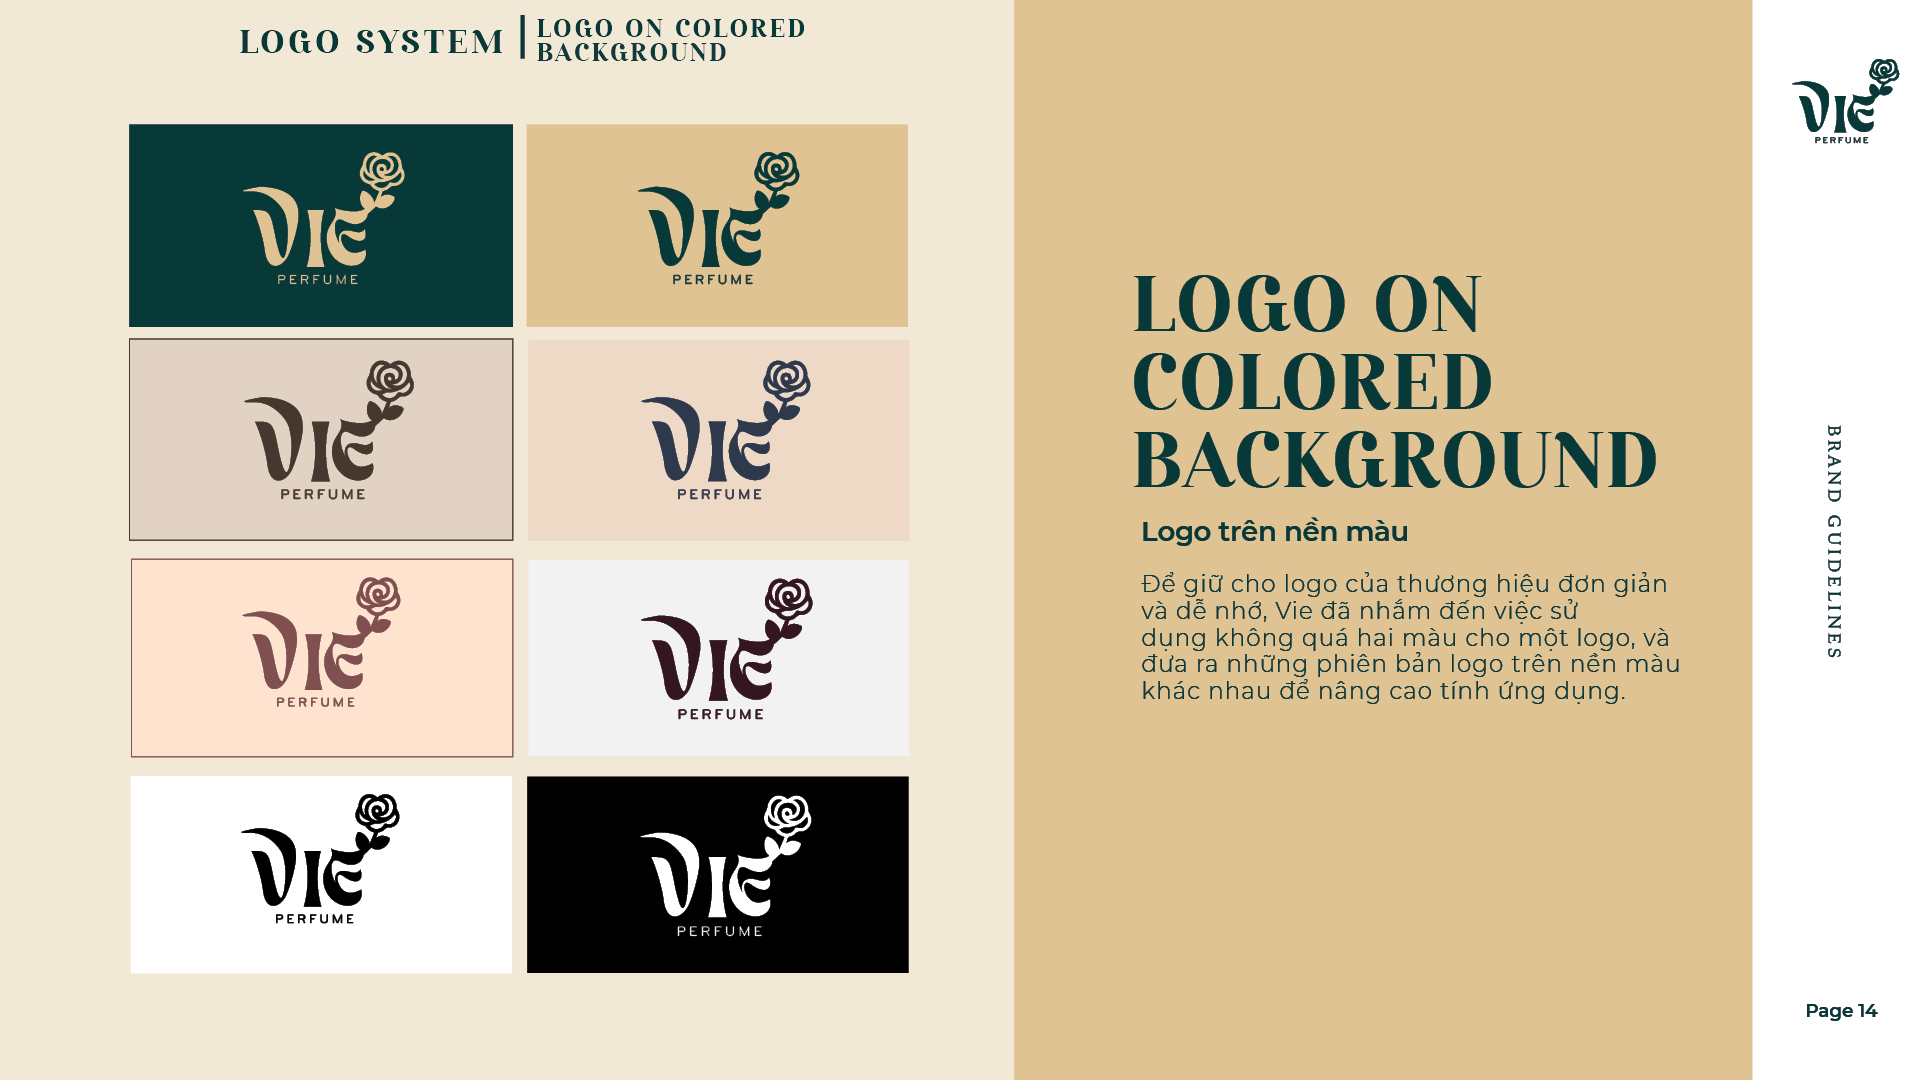 LOGO SYSTEM
LOGO ON COLORED
BACKGROUND
VIE
PERFUME
VIE
PERFUME
VIE
PERFUME
VIE
PERFUME
VIE
PERFUME
VIE
PERFUME
VIE
PERFUME
VIE
PERFUME
LOGO ON
COLORED
BACKGROUND
Logo trên nền màu
Để giữ cho logo của thương hiệu đơn giản
và dễ nhớ, Vie đã nhắm đến việc sử
dụng không quá hai màu cho một logo, và
đưa ra những phiên bản logo trên nền màu
khác nhau để nâng cao tính ứng dụng.
VIE
PERFUME
BRAND GUIDELINES
Page 14